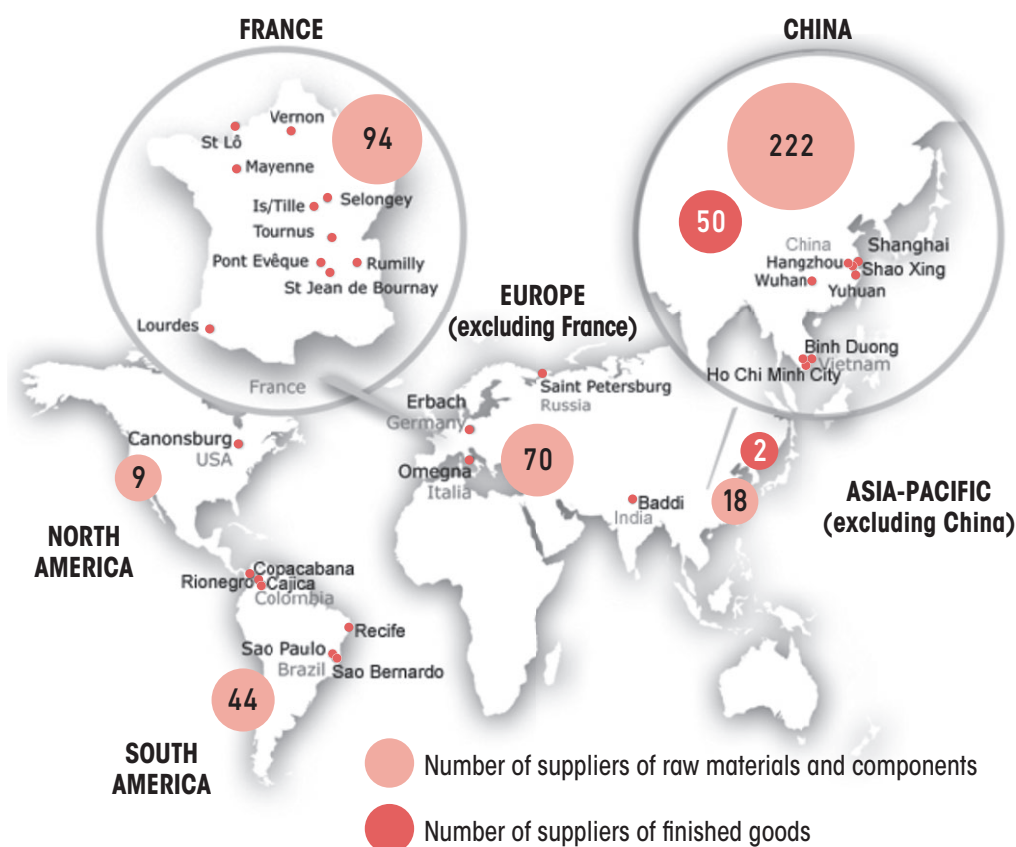 FRANCE
Vernon
94
St Lô
Mayenne
Selongey
Is/Tille
Tournus
Pont Evêque
Rumilly
St Jean de Bournay
Lourdes
France
CHINA
222
50
China
Shanghai
Hangzhou
Shao Xing
Wuhan
Yuhuan
Binh Duong
Vietnam
Ho Chi Minh City
EUROPE
(excluding France)
Saint Petersburg
Russia
Erbach
Germany
70
Omegna
Italia
Canonsburg
USA
9
NORTH
AMERICA
2
18
ASIA-PACIFIC
(excluding China)
Baddi
India
Copacabana
Rionegro
Cajica
Colombia
Recife
Sao Paulo
Brazil
Sao Bernardo
44
SOUTH
AMERICA
Number of suppliers of raw materials and components
Number of suppliers of finished goods